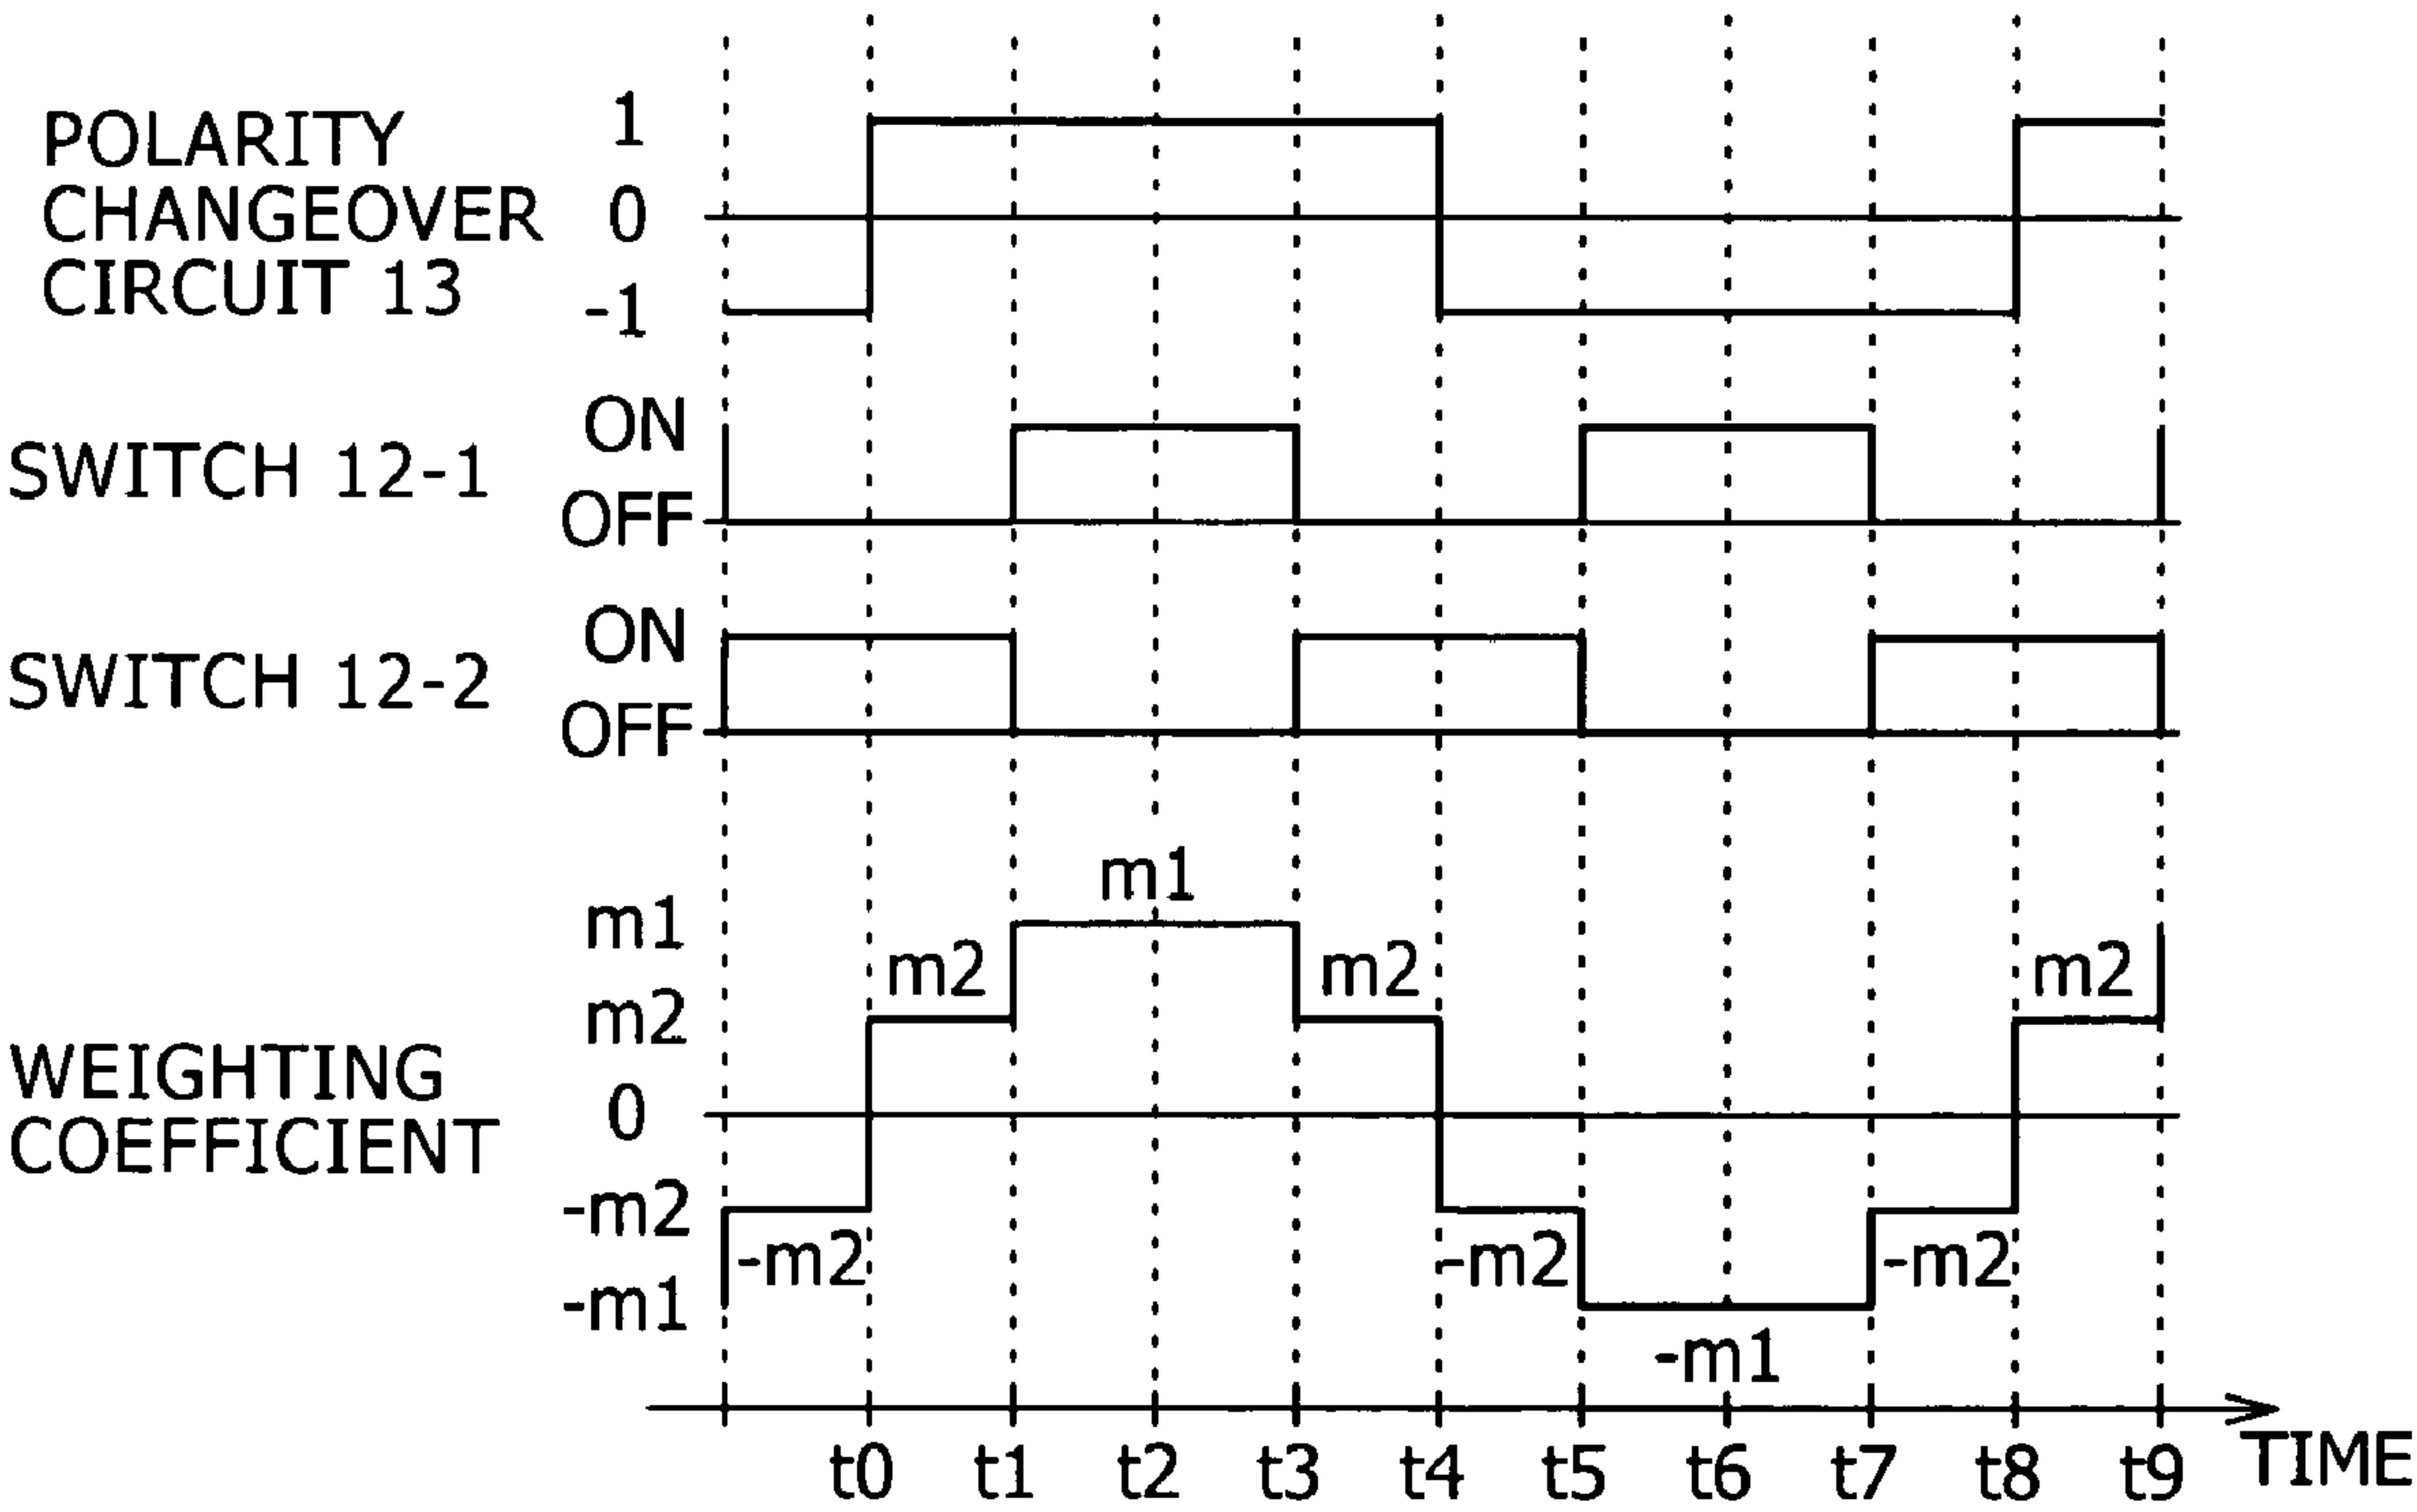 POLARITY
CHANGEOVER
CIRCUIT 13
1
0
-1
SWITCH 12-1
ON
OFF
SWITCH 12-2
ON
OFF
WEIGHTING
COEFFICIENT
m1
m2
0
-m2
-m1
-m2
m2
m1
m2
-m2
-m1
-m2
m2
t0 t1 t2 t3 t4 t5 t6 t7 t8 t9 TIME